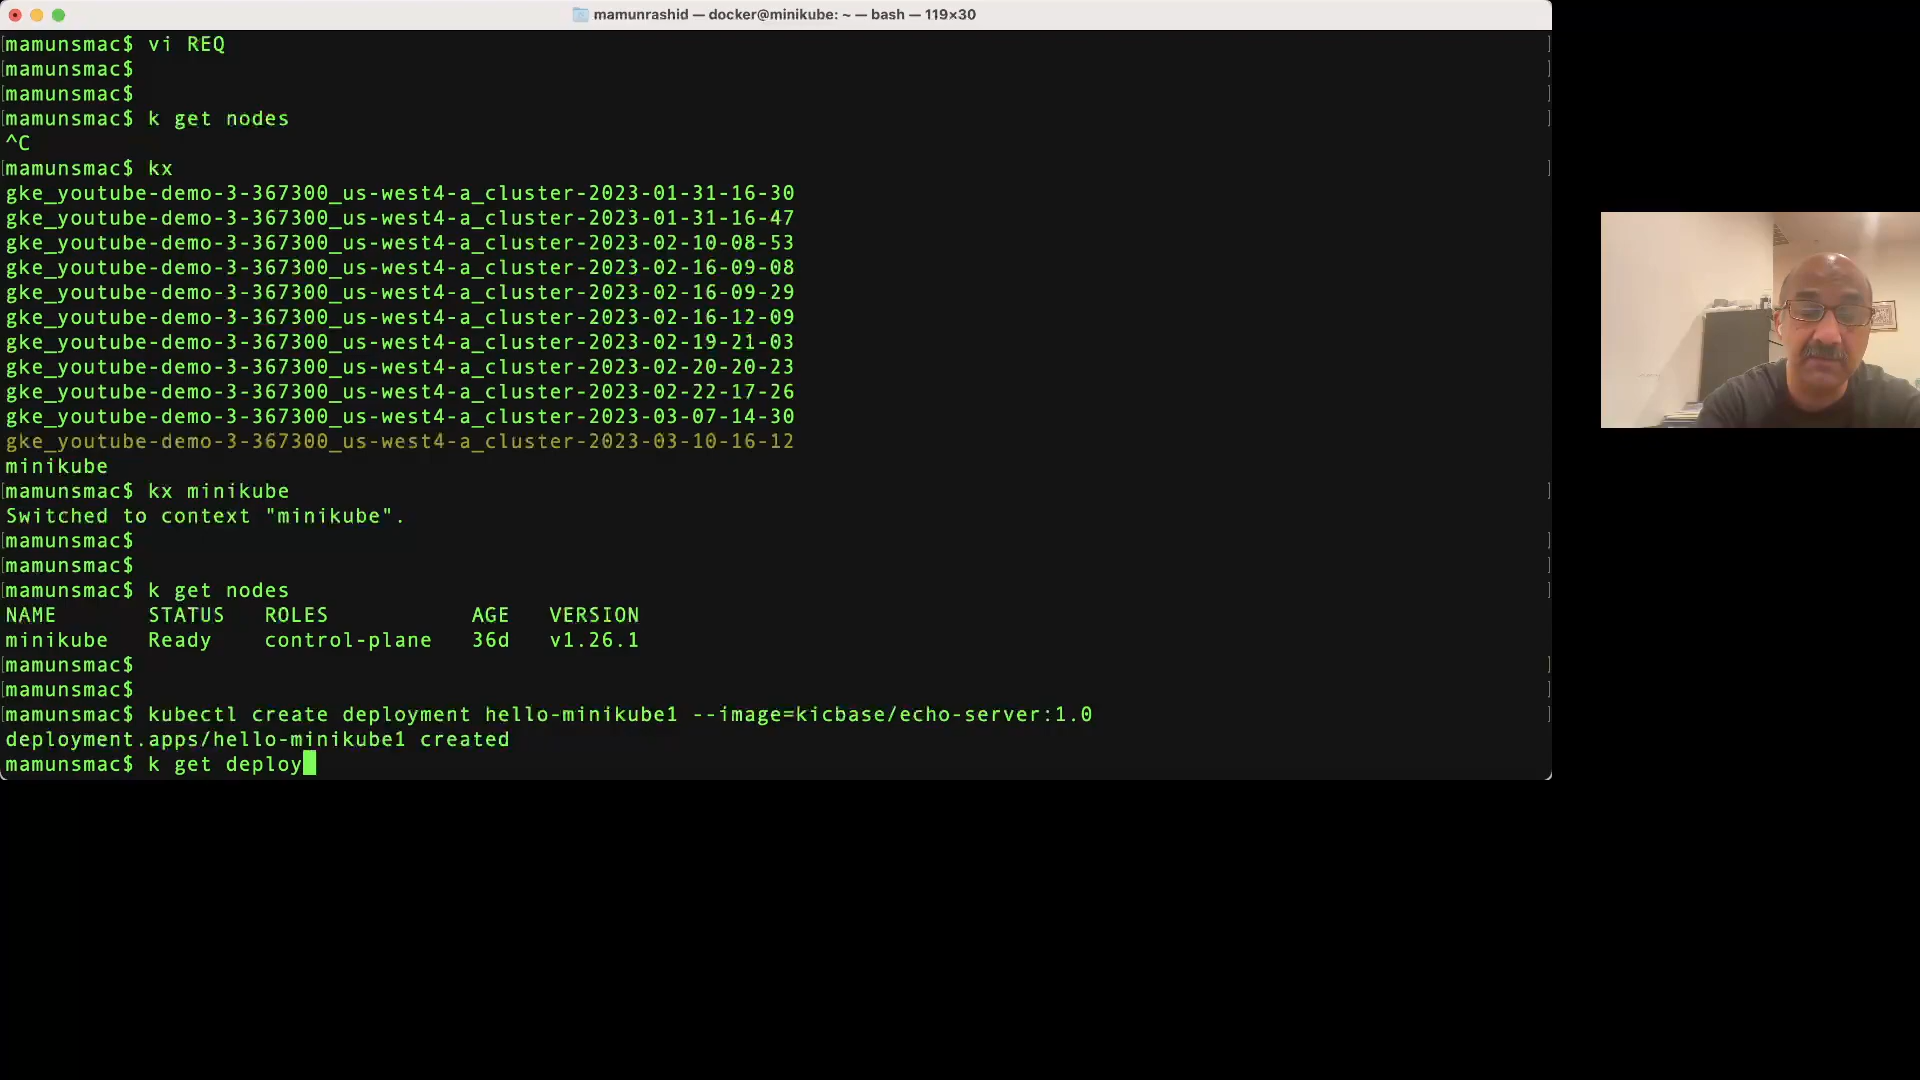 mamunrashid — docker@minikube: ~ — bash — 119×30
mamunsmac$ vi REQ
mamunsmac$
mamunsmac$
mamunsmac$ k get nodes
^C
mamunsmac$ kx
gke_youtube-demo-3-367300_us-west4-a_cluster-2023-01-31-16-30
gke_youtube-demo-3-367300_us-west4-a_cluster-2023-01-31-16-47
gke_youtube-demo-3-367300_us-west4-a_cluster-2023-02-10-08-53
gke_youtube-demo-3-367300_us-west4-a_cluster-2023-02-16-09-08
gke_youtube-demo-3-367300_us-west4-a_cluster-2023-02-16-09-29
gke_youtube-demo-3-367300_us-west4-a_cluster-2023-02-16-12-09
gke_youtube-demo-3-367300_us-west4-a_cluster-2023-02-19-21-03
gke_youtube-demo-3-367300_us-west4-a_cluster-2023-02-20-20-23
gke_youtube-demo-3-367300_us-west4-a_cluster-2023-02-22-17-26
gke_youtube-demo-3-367300_us-west4-a_cluster-2023-03-07-14-30
gke_youtube-demo-3-367300_us-west4-a_cluster-2023-03-10-16-12
minikube
mamunsmac$ kx minikube
Switched to context "minikube".
mamunsmac$
mamunsmac$
mamunsmac$ k get nodes
NAME STATUS ROLES AGE VERSION
minikube Ready control-plane 36d v1.26.1
mamunsmac$
mamunsmac$
mamunsmac$ kubectl create deployment hello-minikube1 --image=kicbase/echo-server:1.0
deployment.apps/hello-minikube1 created
mamunsmac$ k get deploy